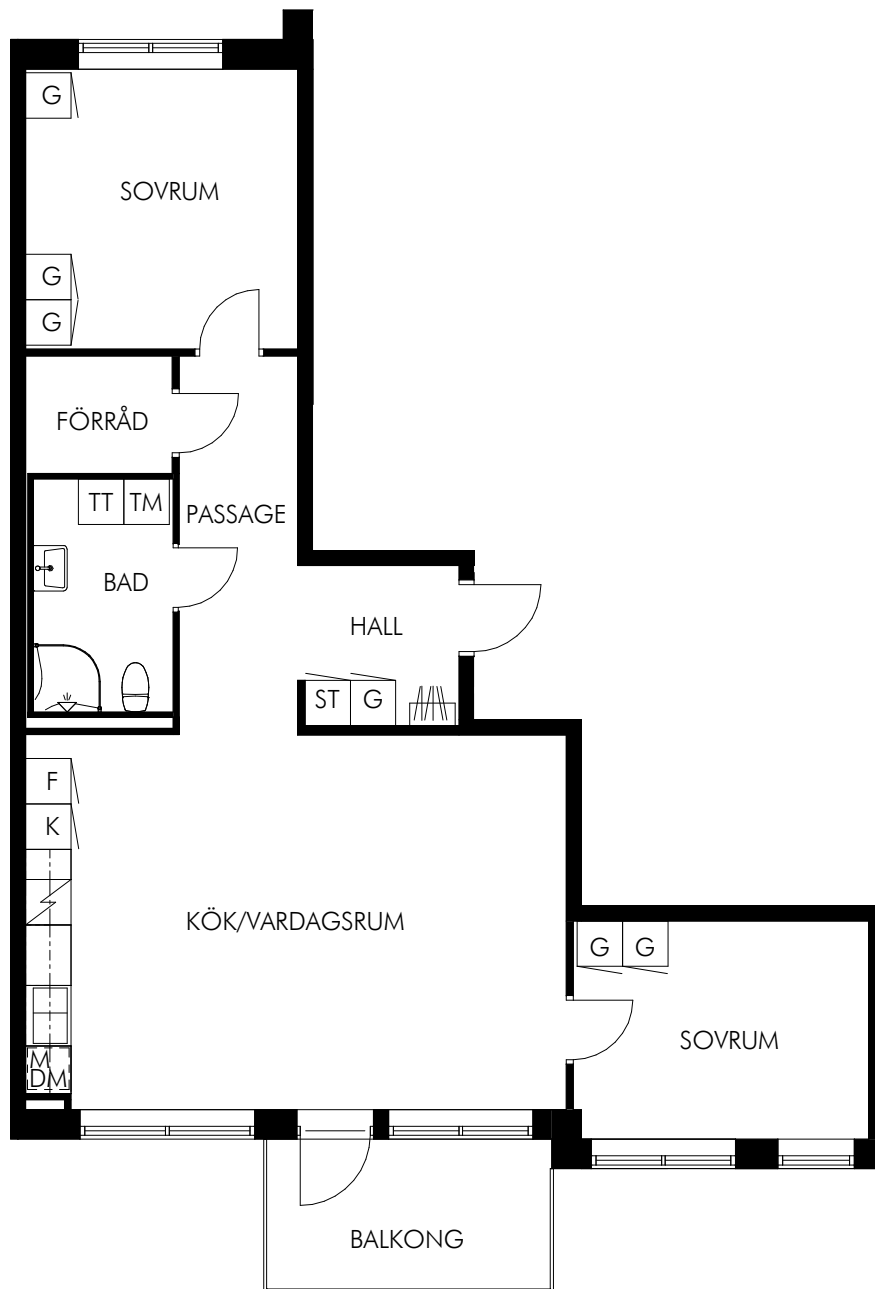 G
SOVRUM
G
G
FÖRRÅD
TT TM
PASSAGE
BAD
HALL
ST G
F
K
KÖK/VARDAGSRUM
G G
SOVRUM
M
DM
BALKONG